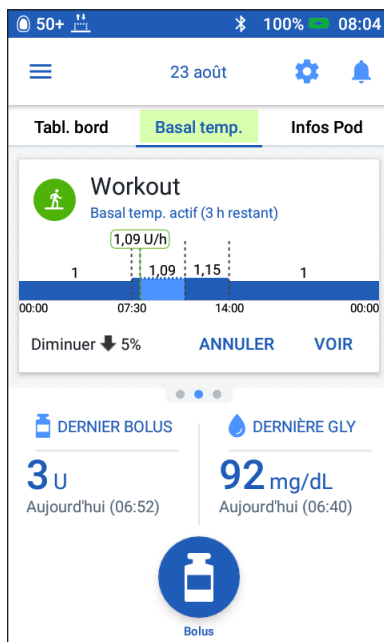 50+ 100% 08:04
23 août
Tabl. bord Basal temp. Infos Pod
Workout
Basal temp. actif (3 h restant)
1,09 U/h
1 1,09 1,15 1
00:00 07:30 14:00 00:00
Diminuer 5% ANNULER VOIR
DERNIER BOLUS DERNIÈRE GLY
3 U 92 mg/dL
Aujourd'hui (06:52) Aujourd'hui (06:40)
Bolus